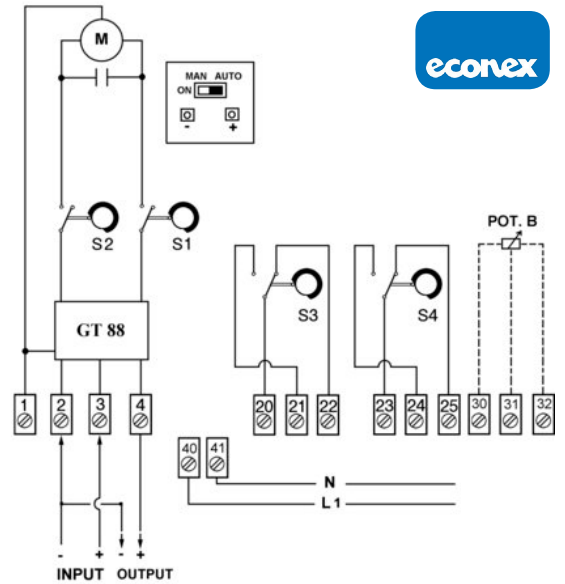 econex
M
MAN AUTO
ON
- +
S2 S1
POT. B
S3 S4
GT 88
1 2 3 4 20 21 22 23 24 25 30 31 32
40 41
N
L1
- + - +
INPUT OUTPUT